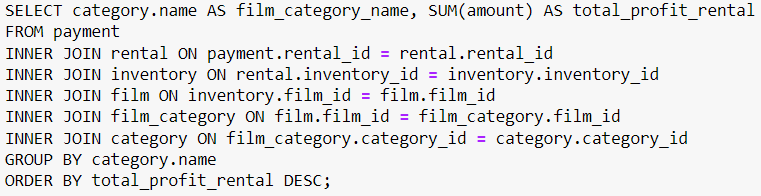 SELECT category.name AS film_category_name, SUM(amount) AS total_profit_rental
FROM payment
INNER JOIN rental ON payment.rental_id = rental.rental_id
INNER JOIN inventory ON rental.inventory_id = inventory.inventory_id
INNER JOIN film ON inventory.film_id = film.film_id
INNER JOIN film_category ON film.film_id = film_category.film_id
INNER JOIN category ON film_category.category_id = category.category_id
GROUP BY category.name
ORDER BY total_profit_rental DESC;